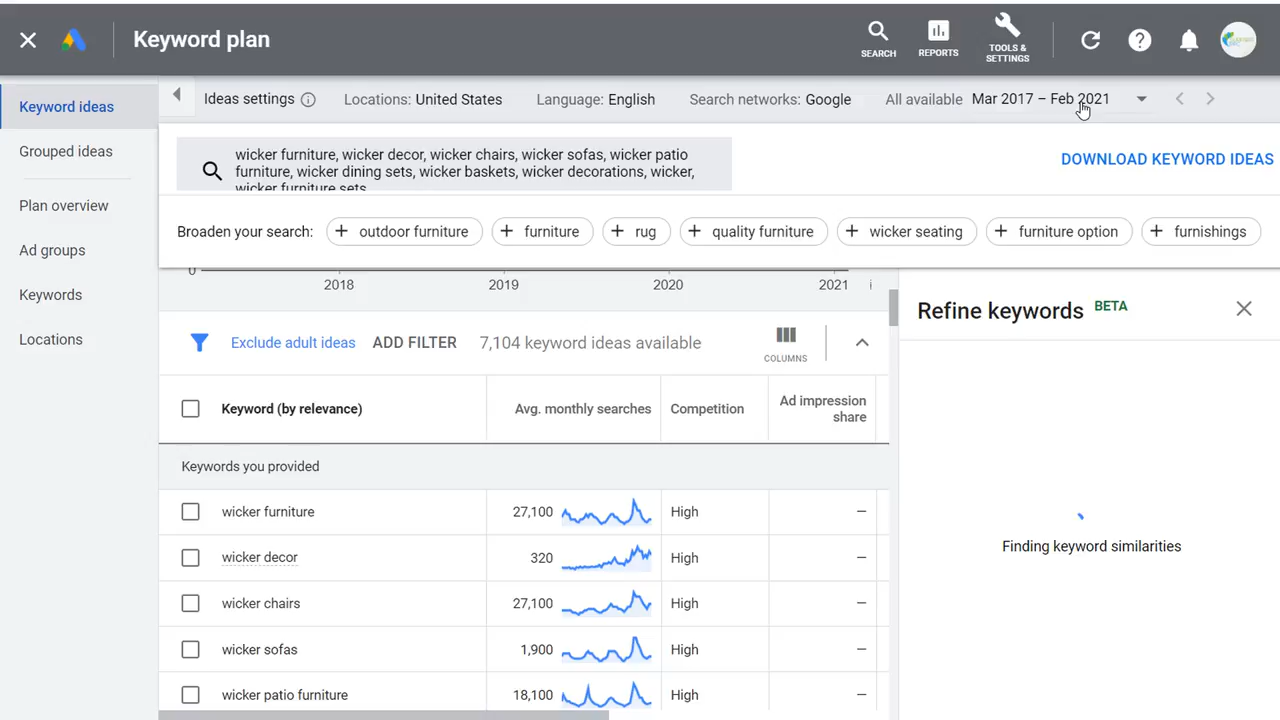 Keyword plan
SEARCH
REPORTS
TOOLS &
SETTINGS
Keyword ideas
Grouped ideas
Plan overview
Ad groups
Keywords
Locations
Ideas settings
Locations: United States
Language: English
Search networks: Google
All available Mar 2017 – Feb 2021
wicker furniture, wicker decor, wicker chairs, wicker sofas, wicker patio
furniture, wicker dining sets, wicker baskets, wicker decorations, wicker,
wicker furniture sets
DOWNLOAD KEYWORD IDEAS
Broaden your search:
+ outdoor furniture
+ furniture
+ rug
+ quality furniture
+ wicker seating
+ furniture option
+ furnishings
0
2018
2019
2020
2021
Exclude adult ideas
ADD FILTER
7,104 keyword ideas available
COLUMNS
Keyword (by relevance)
Avg. monthly searches
Competition
Ad impression
share
Keywords you provided
wicker furniture 27,100 High –
wicker decor 320 High –
wicker chairs 27,100 High –
wicker sofas 1,900 High –
wicker patio furniture 18,100 High –
Refine keywords BETA
Finding keyword similarities